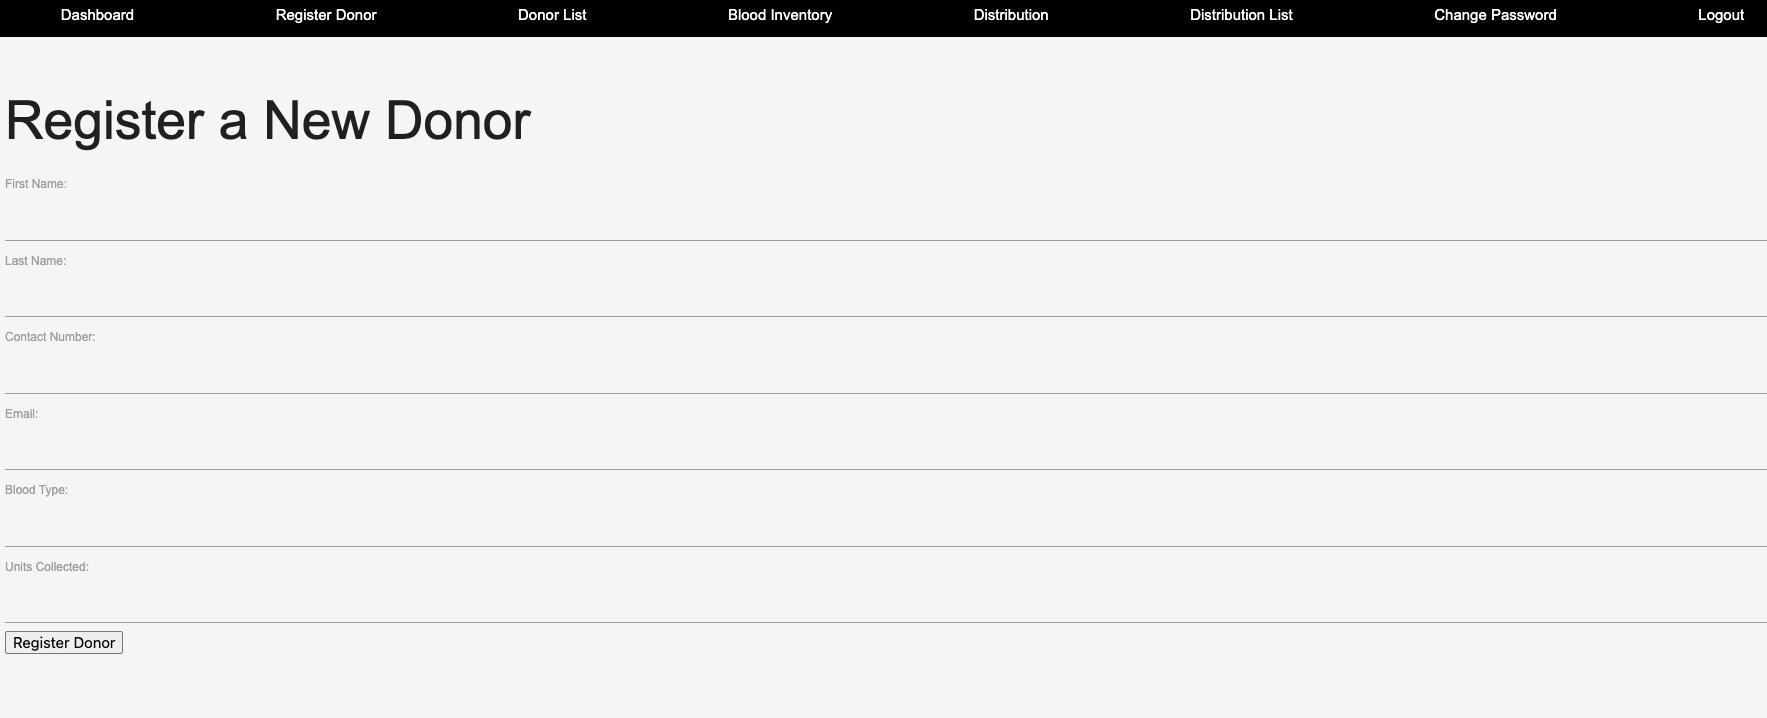 Dashboard Register Donor Donor List Blood Inventory Distribution Distribution List Change Password Logout
Register a New Donor
First Name:
Last Name:
Contact Number:
Email:
Blood Type:
Units Collected:
Register Donor